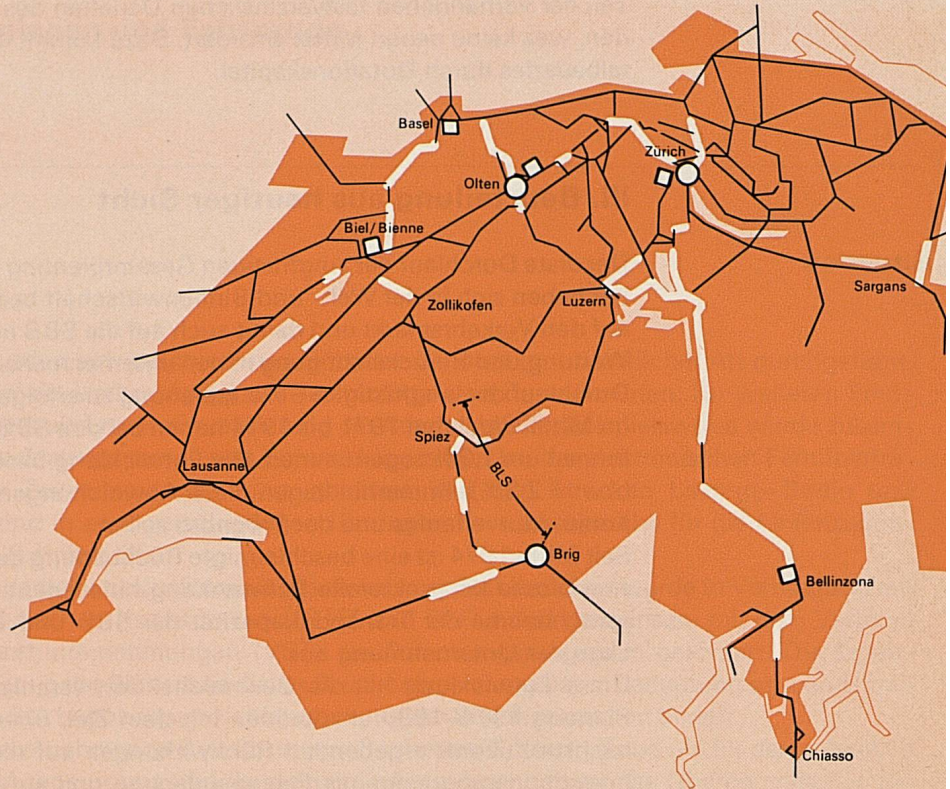 Basel
Zürich
Olten
Biel/Bienne
Sargans
Zollikofen
Luzern
Spiez
BLS
Lausanne
Brig
Bellinzona
Chiasso